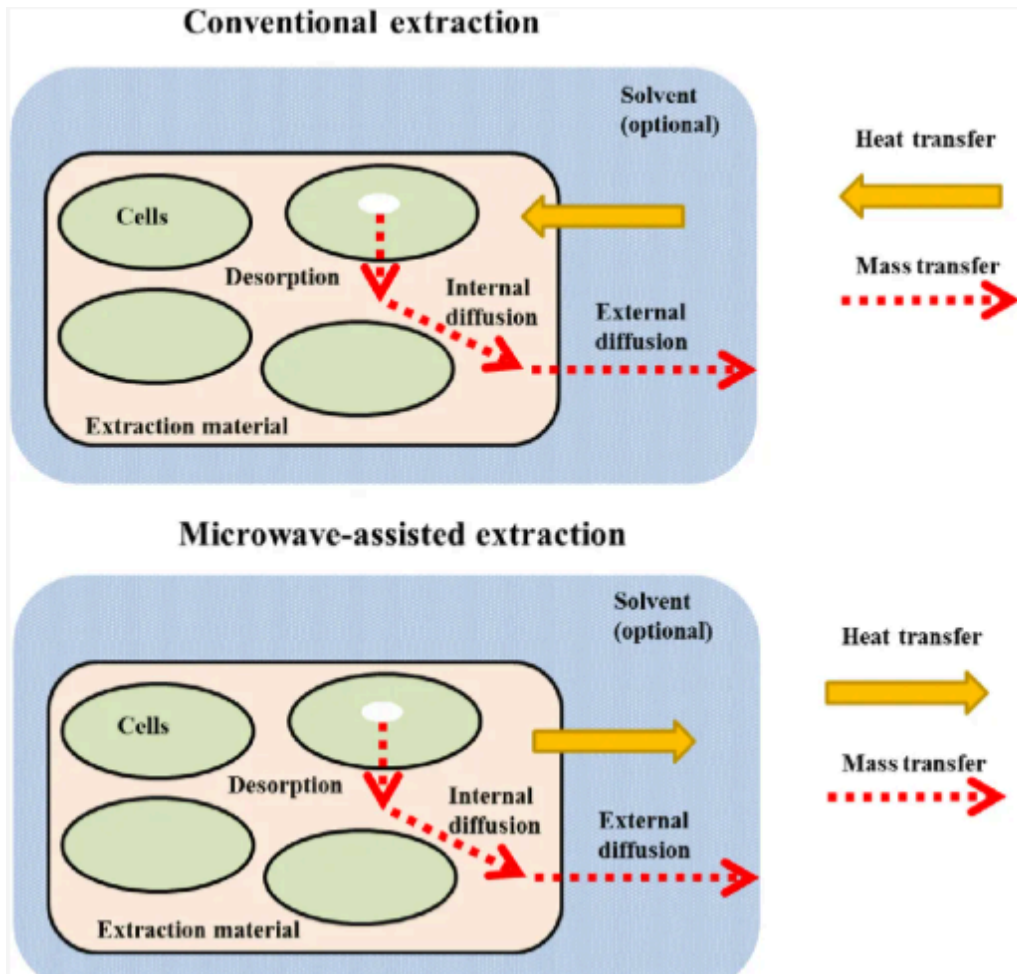 Conventional extraction
Solvent
(optional)
Heat transfer
Cells
Desorption
Internal
diffusion
External
diffusion
Mass transfer
Extraction material
Microwave-assisted extraction
Solvent
(optional)
Heat transfer
Cells
Desorption
Internal
diffusion
External
diffusion
Mass transfer
Extraction material